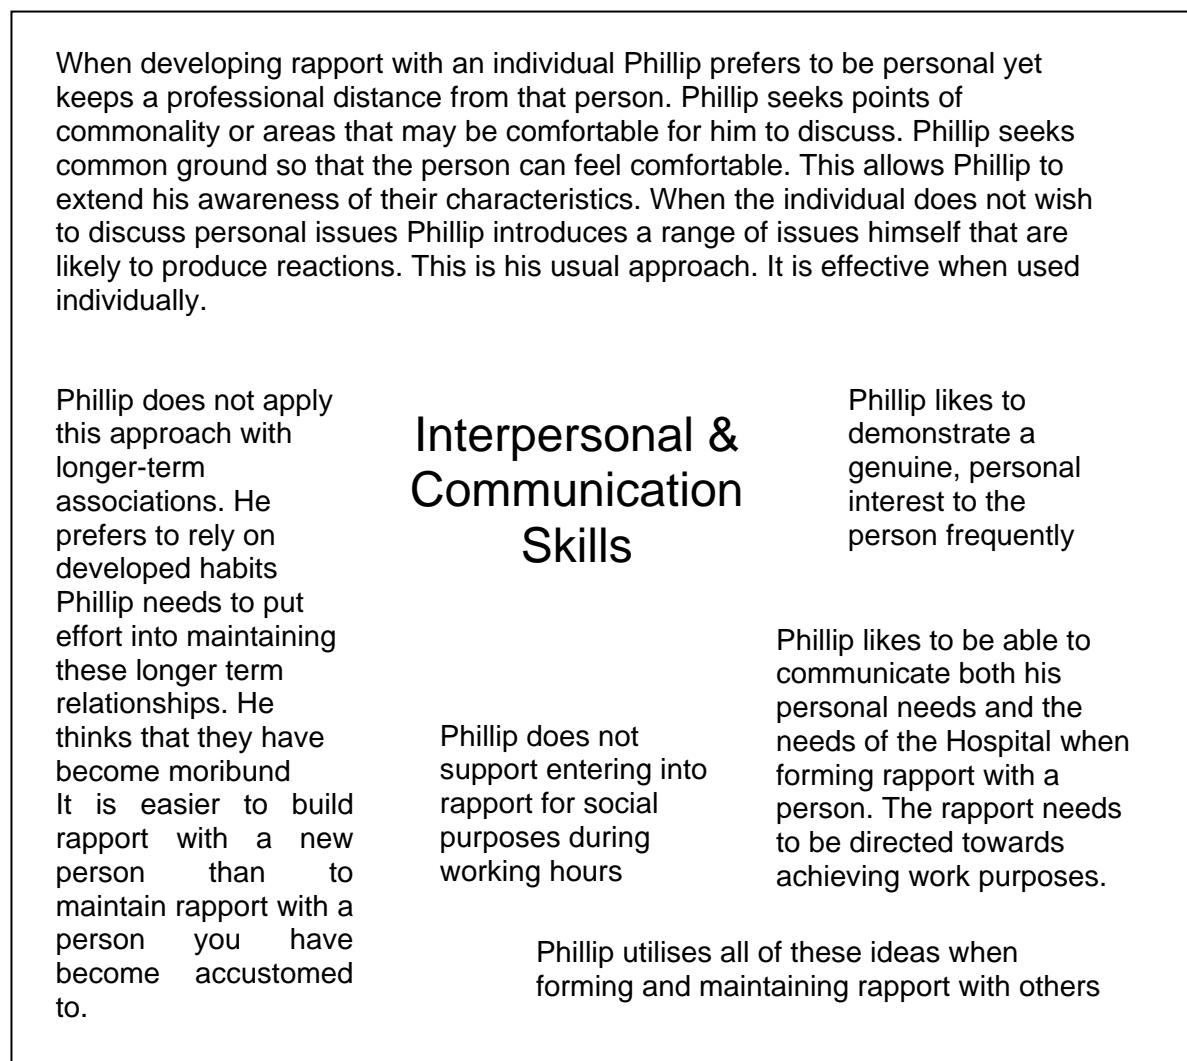 When developing rapport with an individual Phillip prefers to be personal yet
keeps a professional distance from that person. Phillip seeks points of
commonality or areas that may be comfortable for him to discuss. Phillip seeks
common ground so that the person can feel comfortable. This allows Phillip to
extend his awareness of their characteristics. When the individual does not wish
to discuss personal issues Phillip introduces a range of issues himself that are
likely to produce reactions. This is his usual approach. It is effective when used
individually.
Phillip does not apply
this approach with
longer-term
associations. He
prefers to rely on
developed habits
Phillip needs to put
effort into maintaining
these longer term
relationships. He
thinks that they have
become moribund
It is easier to build
rapport with a new
person than to
maintain rapport with a
person you have
become accustomed
to.
Interpersonal &
Communication
Skills
Phillip likes to
demonstrate a
genuine, personal
interest to the
person frequently
Phillip does not
support entering into
rapport for social
purposes during
working hours
Phillip likes to be able to
communicate both his
personal needs and the
needs of the Hospital when
forming rapport with a
person. The rapport needs
to be directed towards
achieving work purposes.
Phillip utilises all of these ideas when
forming and maintaining rapport with others